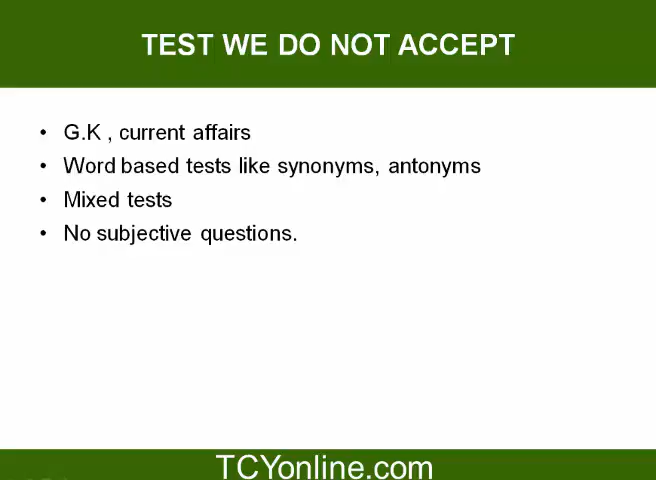 TEST WE DO NOT ACCEPT
• G.K , current affairs
• Word based tests like synonyms, antonyms
• Mixed tests
• No subjective questions.
TCYonline.com